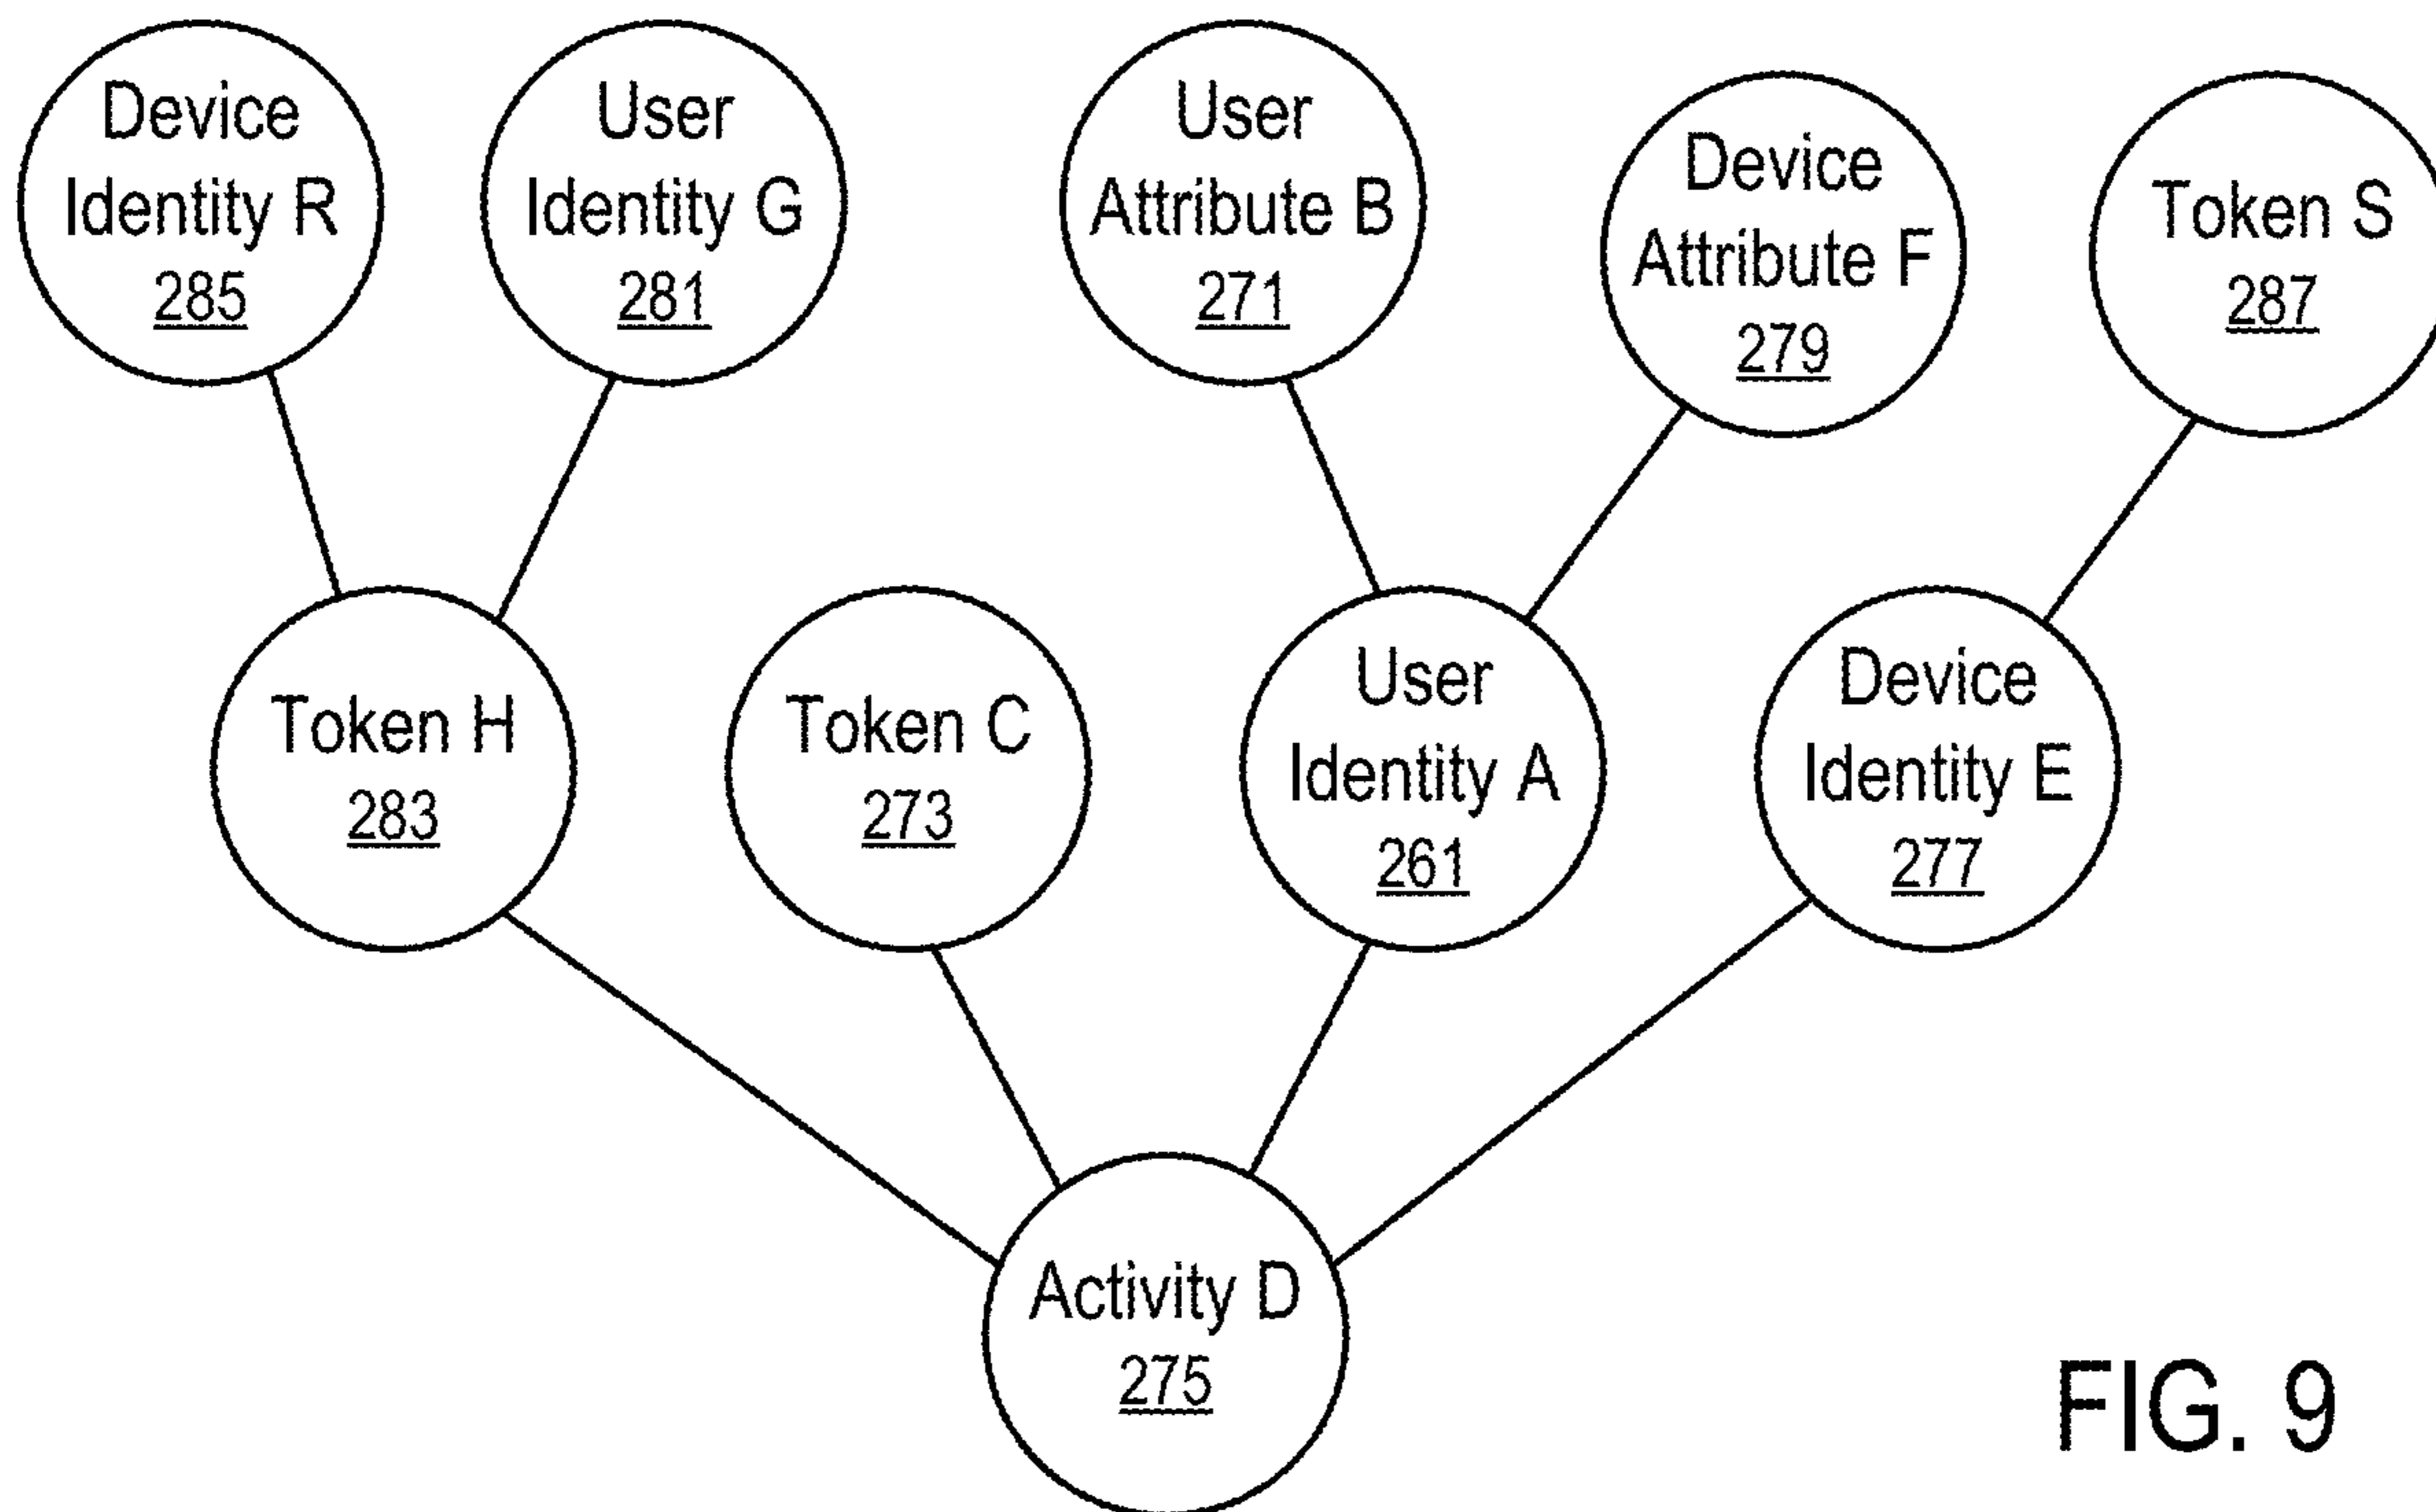 Device
Identity R
285
User
Identity G
281
User
Attribute B
271
Device
Attribute F
279
Token S
287
Token H
283
Token C
273
User
Identity A
261
Device
Identity E
277
Activity D
275
FIG. 9